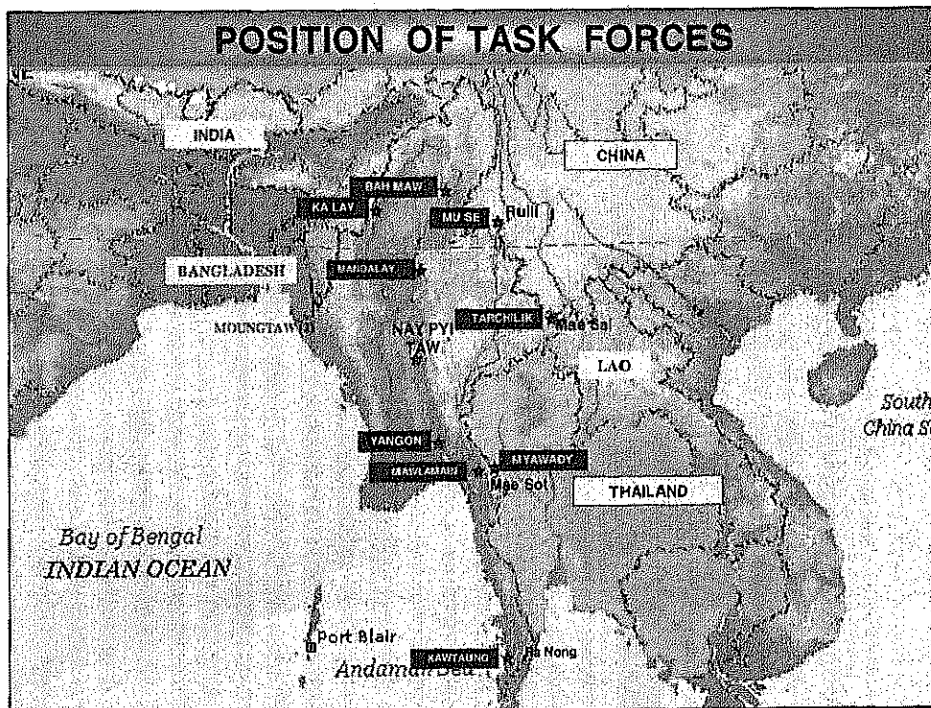 POSITION OF TASK FORCES
INDIA
CHINA
BAH MAW
KA LAY
MU SE
Ruili
BANGLADESH
MANDALAY
MOUNGTAW
TARCHILIK
Mae Sai
NAY PYI
TAW
LAO
South
China Se
YANGON
MAWLAMAIN
MYAWADY
Mae Sot
THAILAND
Bay of Bengal
INDIAN OCEAN
Port Blair
Andaman Sea
KAWTAUNG
Ra Nong